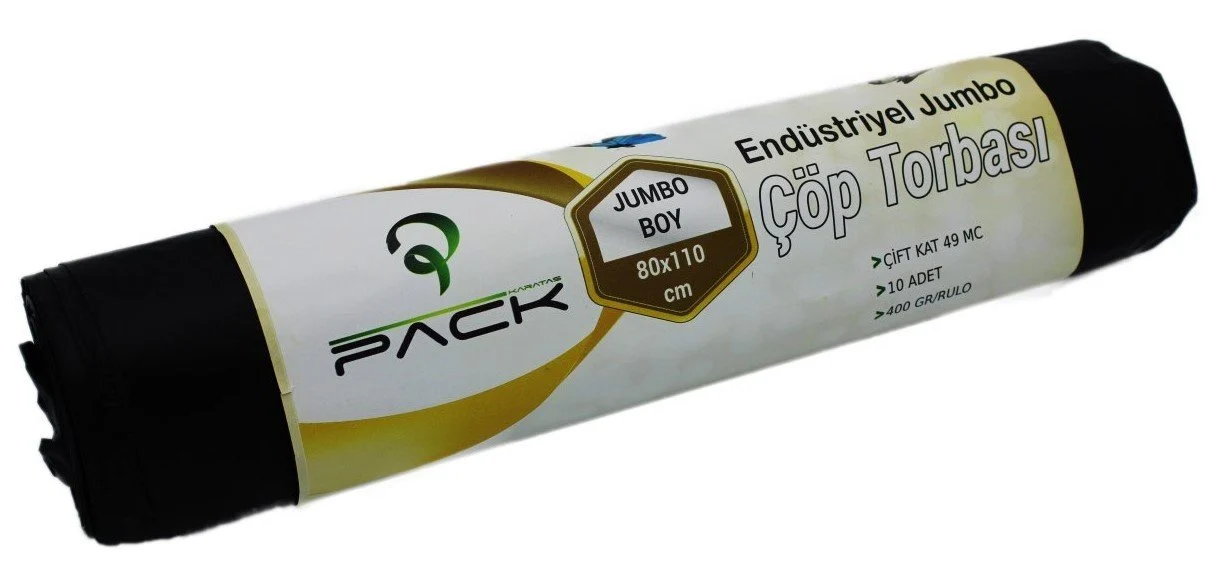 KARATAŞ
PACK
JUMBO
BOY
80x110
cm
Endüstriyel Jumbo
Çöp Torbası
ÇİFT KAT 49 MC
10 ADET
400 GR/RULO